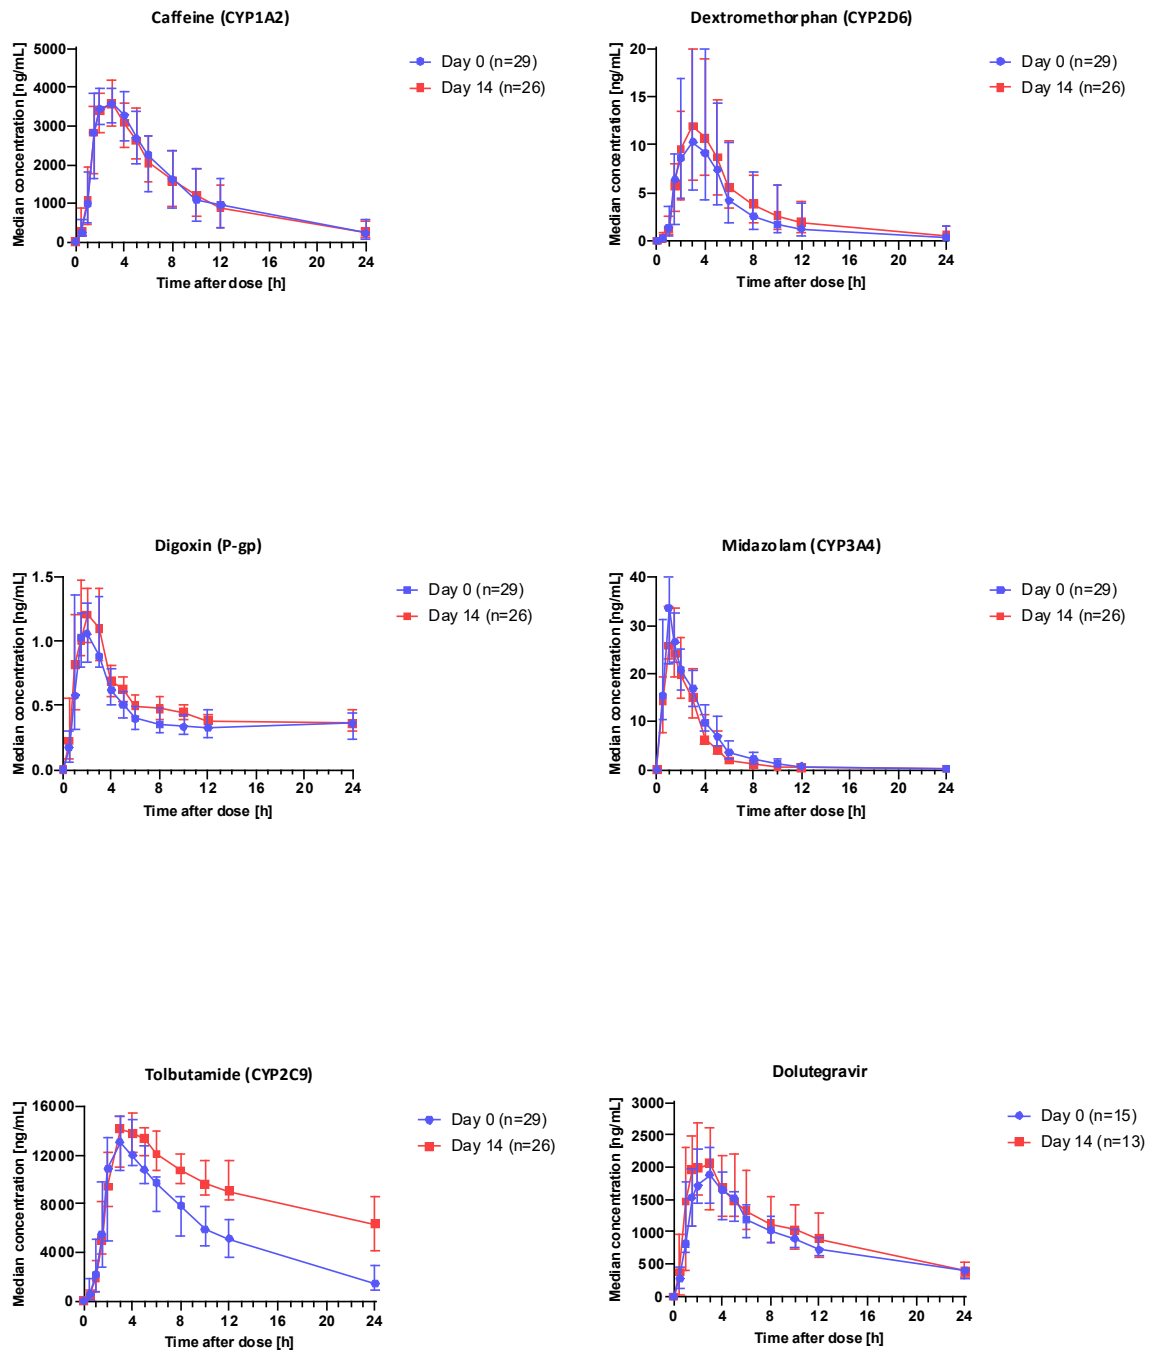 Caffeine (CYP1A2)
Median concentration [ng/mL]
5000
4000
3000
2000
1000
0
0 4 8 12 16 20 24
Time after dose [h]
Day 0 (n=29)
Day 14 (n=26)
Dextromethorphan (CYP2D6)
Median concentration [ng/mL]
20
15
10
5
0
0 4 8 12 16 20 24
Time after dose [h]
Day 0 (n=29)
Day 14 (n=26)
Digoxin (P-gp)
Median concentration [ng/mL]
1.5
1.0
0.5
0.0
0 4 8 12 16 20 24
Time after dose [h]
Day 0 (n=29)
Day 14 (n=26)
Midazolam (CYP3A4)
Median concentration [ng/mL]
40
30
20
10
0
0 4 8 12 16 20 24
Time after dose [h]
Day 0 (n=29)
Day 14 (n=26)
Tolbutamide (CYP2C9)
Median concentration [ng/mL]
16000
12000
8000
4000
0
0 4 8 12 16 20 24
Time after dose [h]
Day 0 (n=29)
Day 14 (n=26)
Dolutegravir
Median concentration [ng/mL]
3000
2500
2000
1500
1000
500
0
0 4 8 12 16 20 24
Time after dose [h]
Day 0 (n=15)
Day 14 (n=13)